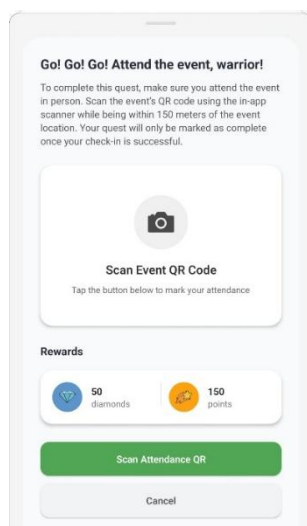 Go! Go! Go! Attend the event, warrior!
To complete this quest, make sure you attend the event
in person. Scan the event's QR code using the in-app
scanner while being within 150 meters of the event
location. Your quest will only be marked as complete
once your check-in is successful.
Scan Event QR Code
Tap the button below to mark your attendance
Rewards
50
diamonds
150
points
Scan Attendance QR
Cancel